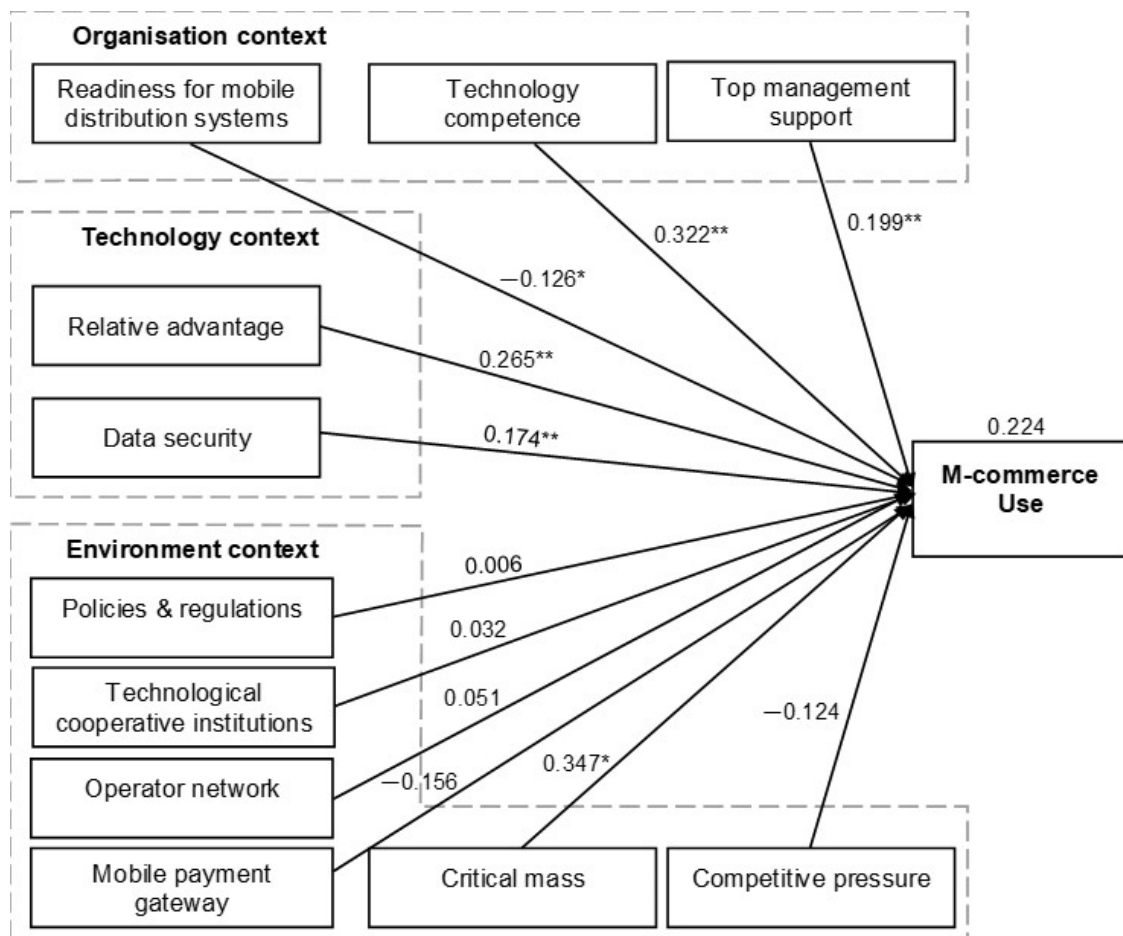 Organisation context
Readiness for mobile
distribution systems
Technology
competence
Top management
support
Technology context
0.322**
0.199**
—0.126*
Relative advantage
0.265**
Data security
0.174**
0.224
M-commerce
Use
Environment context
0.006
Policies & regulations
0.032
Technological
cooperative institutions
0.051
—0.124
Operator network
—0.156
0.347*
Mobile payment
gateway
Critical mass
Competitive pressure